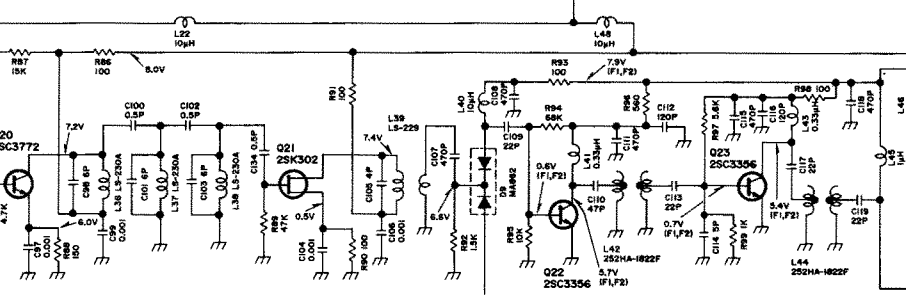 L22
10μH
L48
10μH
R87
15K
R86
100
8.0V
R91
100
R93
100
7.9V
(F1,F2)
L40
10μH
C108
470P
R96
560
C112
120P
R98 100
C118
470P
L46
C100
0.5P
C102
0.5P
C134 0.5P
L39
LS-229
7.2V
7.4V
Q20
2SC3772
C98 6P
L36 LS-230A
C101 6P
L37 LS-230A
C103 6P
L38 LS-230A
Q21
2SK302
C105 4P
C107
470P
C109
22P
R94
68K
L41
0.33μH
C111
470P
R97 5.6K
C115
470P
C116
120P
L43
0.33μH
L45
1μH
Q23
2SC3356
C117
22P
D9
MA862
0.6V
(F1,F2)
C110
47P
C113
22P
C119
22P
4.7K
6.0V
0.5V
6.6V
5.4V
(F1,F2)
0.7V
(F1,F2)
C97
0.001
R88
150
C99
0.001
R89
47K
C104
0.001
R90 100
C106
0.001
R92
1.5K
R95
10K
Q22
2SC3356
5.7V
(F1,F2)
L42
252HA-1822F
C114 5P
R99 1K
L44
252HA-1822F